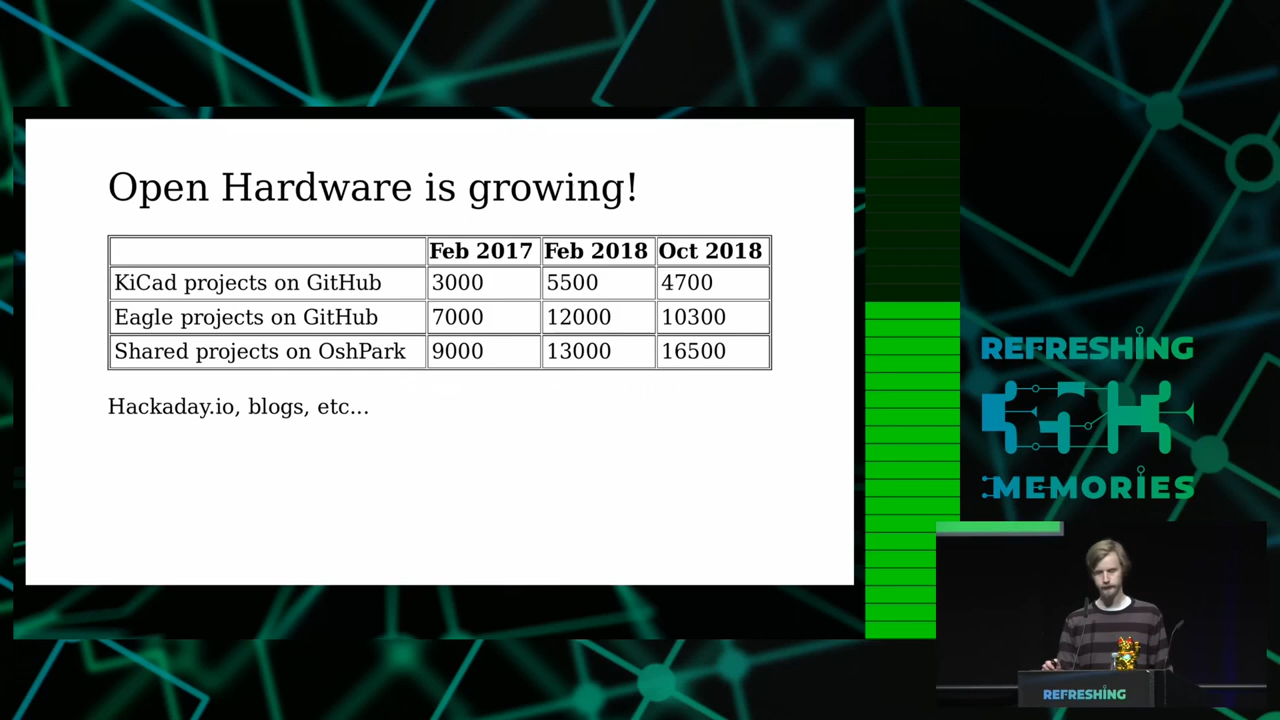 Open Hardware is growing!
Feb 2017 Feb 2018 Oct 2018
KiCad projects on GitHub 3000 5500 4700
Eagle projects on GitHub 7000 12000 10300
Shared projects on OshPark 9000 13000 16500
Hackaday.io, blogs, etc...
REFRESHING
35C3
MEMORIES
REFRESHING